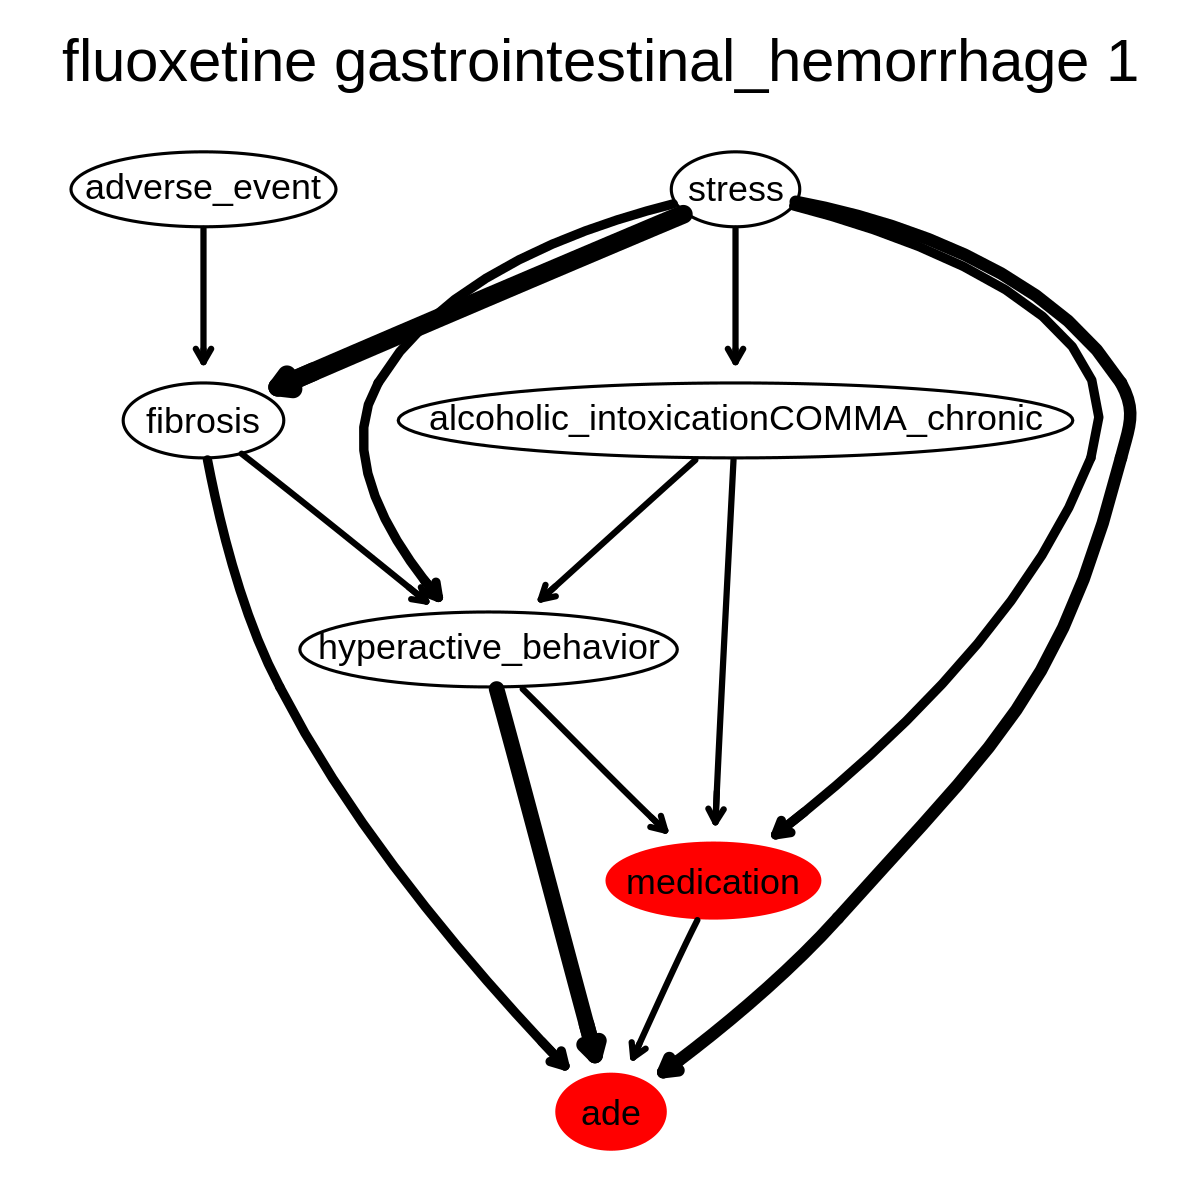 fluoxetine gastrointestinal_hemorrhage 1
adverse_event
stress
fibrosis
alcoholic_intoxicationCOMMA_chronic
hyperactive_behavior
medication
ade